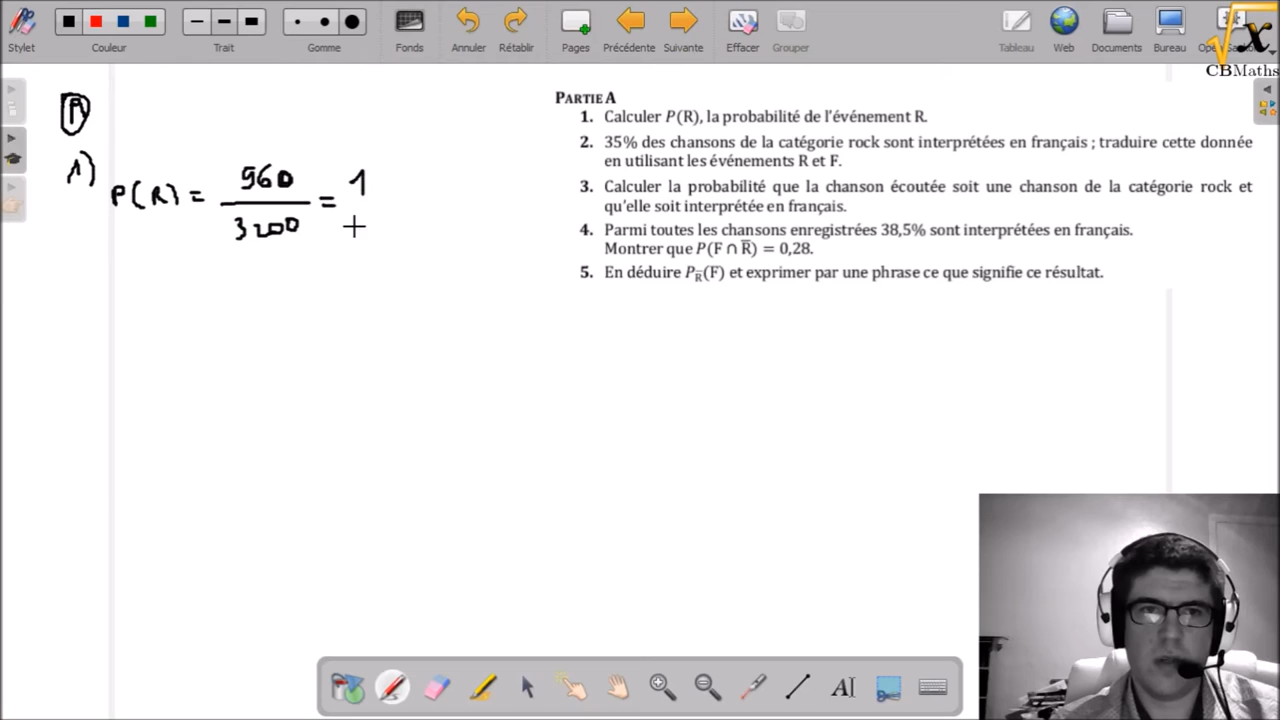 Stylet Couleur Trait Gomme Fonds Annuler Rétablir Pages Précédente Suivante Effacer Grouper Tableau Web Documents Bureau
CBMaths
A
1) P(R) = 960 / 3200 = 1
PARTIE A
1. Calculer P(R), la probabilité de l'événement R.
2. 35% des chansons de la catégorie rock sont interprétées en français ; traduire cette donnée
en utilisant les événements R et F.
3. Calculer la probabilité que la chanson écoutée soit une chanson de la catégorie rock et
qu'elle soit interprétée en français.
4. Parmi toutes les chansons enregistrées 38,5% sont interprétées en français.
Montrer que P(F ∩ R̅) = 0,28.
5. En déduire P_R̅(F) et exprimer par une phrase ce que signifie ce résultat.
AI